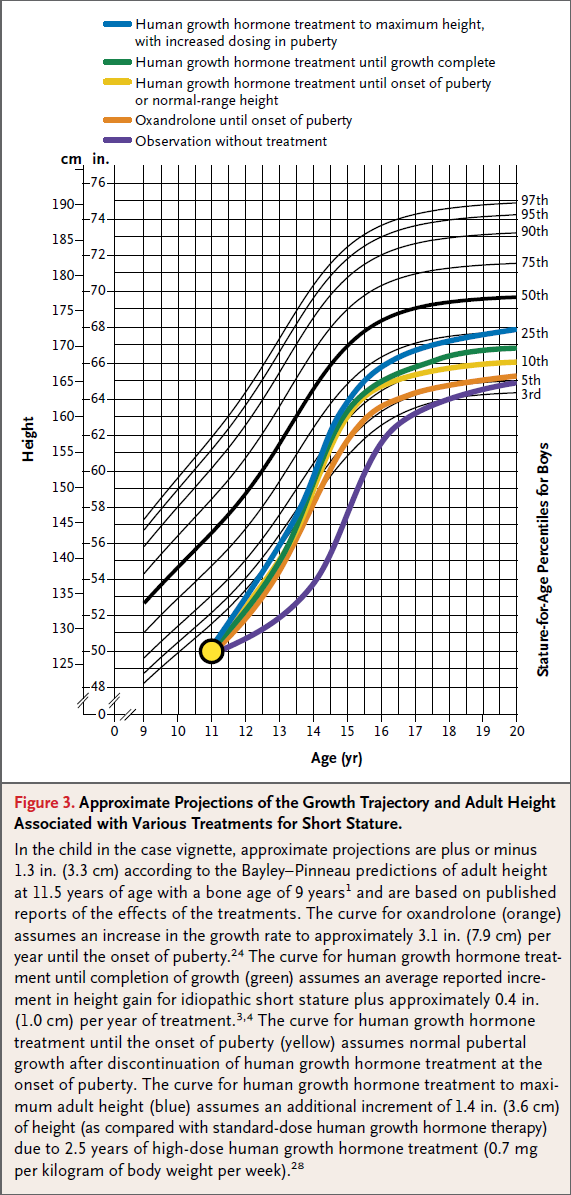 Human growth hormone treatment to maximum height,
with increased dosing in puberty
Human growth hormone treatment until growth complete
Human growth hormone treatment until onset of puberty
or normal-range height
Oxandrolone until onset of puberty
Observation without treatment
cm in.
76
190
97th
74
95th
185
90th
72
180
75th
70
50th
175
68
25th
170
66
10th
165
5th
64
3rd
160
62
155
60
150
58
145
56
140
54
135
52
130
50
125
48
0
0 9 10 11 12 13 14 15 16 17 18 19 20
Height
Stature-for-Age Percentiles for Boys
Age (yr)
Figure 3. Approximate Projections of the Growth Trajectory and Adult Height
Associated with Various Treatments for Short Stature.
In the child in the case vignette, approximate projections are plus or minus
1.3 in. (3.3 cm) according to the Bayley–Pinneau predictions of adult height
at 11.5 years of age with a bone age of 9 years¹ and are based on published
reports of the effects of the treatments. The curve for oxandrolone (orange)
assumes an increase in the growth rate to approximately 3.1 in. (7.9 cm) per
year until the onset of puberty.²⁴ The curve for human growth hormone treat-
ment until completion of growth (green) assumes an average reported incre-
ment in height gain for idiopathic short stature plus approximately 0.4 in.
(1.0 cm) per year of treatment.³,⁴ The curve for human growth hormone
treatment until the onset of puberty (yellow) assumes normal pubertal
growth after discontinuation of human growth hormone treatment at the
onset of puberty. The curve for human growth hormone treatment to maxi-
mum adult height (blue) assumes an additional increment of 1.4 in. (3.6 cm)
of height (as compared with standard-dose human growth hormone therapy)
due to 2.5 years of high-dose human growth hormone treatment (0.7 mg
per kilogram of body weight per week).²⁸